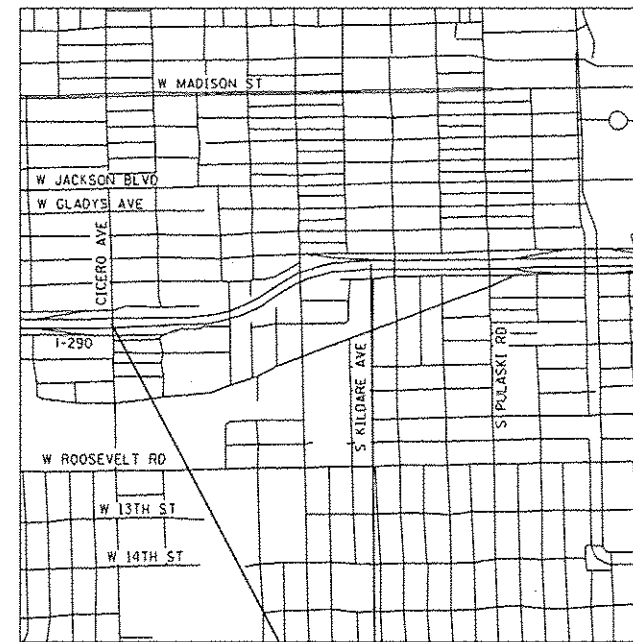 W MADISON ST
W JACKSON BLVD
W GLADYS AVE
CICERO AVE
I-290
S KILDARE AVE
S PULASKI RD
W ROOSEVELT RD
W 13TH ST
W 14TH ST